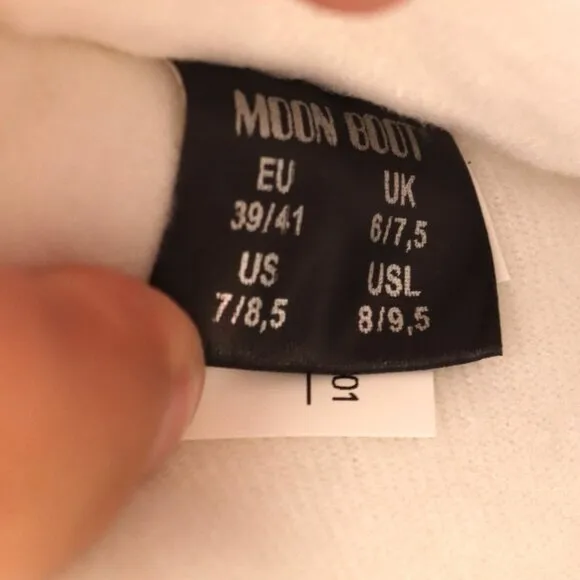 MOON BOOT
EU UK
39/41 6/7,5
US USL
7/8,5 8/9,5
01